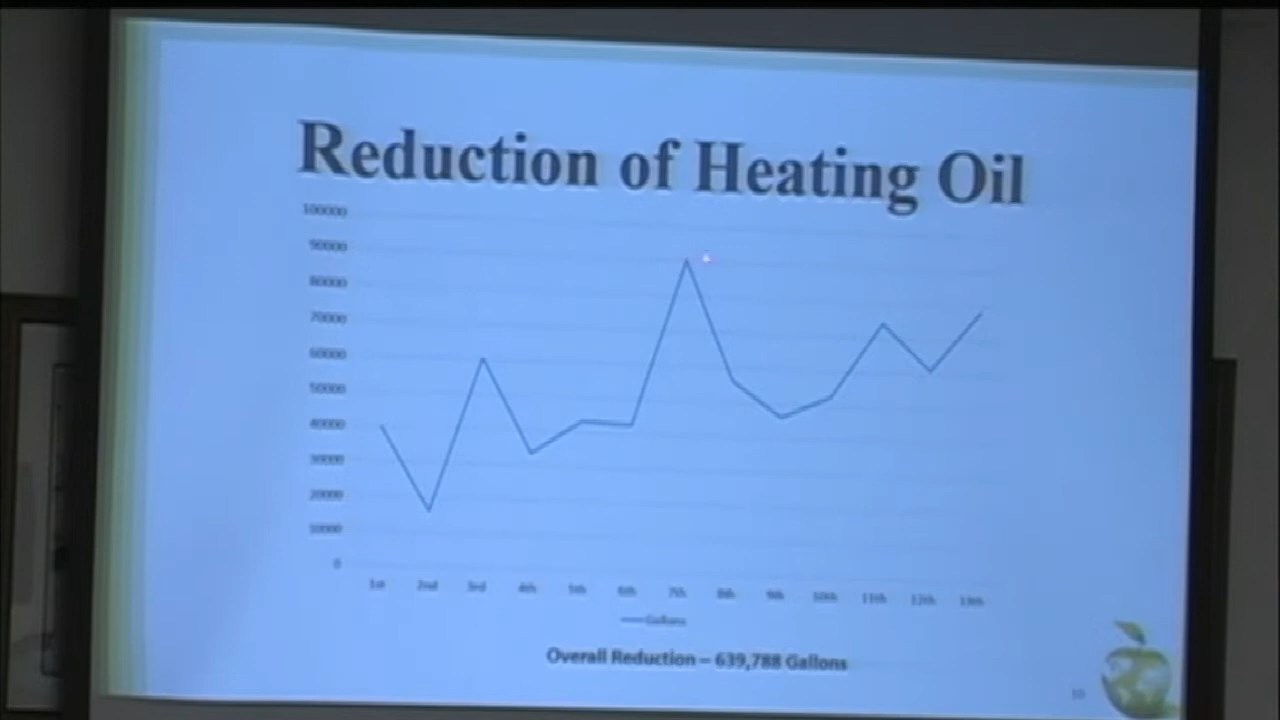 Reduction of Heating Oil
100000
90000
80000
70000
60000
50000
40000
30000
20000
10000
0
1st 2nd 3rd 4th 5th 6th 7th 8th 9th 10th 11th 12th 13th
Gallons
Overall Reduction – 639,788 Gallons